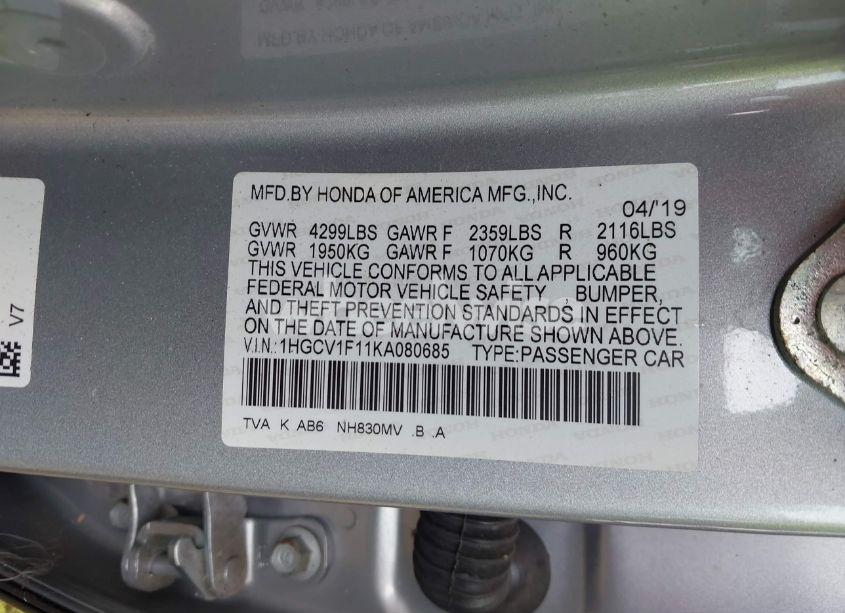 MFD.BY HONDA OF AMERICA MFG.,INC.
04/'19
GVWR 4299LBS GAWR F 2359LBS R 2116LBS
GVWR 1950KG GAWR F 1070KG R 960KG
THIS VEHICLE CONFORMS TO ALL APPLICABLE
FEDERAL MOTOR VEHICLE SAFETY , BUMPER,
AND THEFT PREVENTION STANDARDS IN EFFECT
ON THE DATE OF MANUFACTURE SHOWN ABOVE.
V.I.N.:1HGCV1F11KA080685 TYPE:PASSENGER CAR
TVA K AB6 NH830MV .B .A
V7